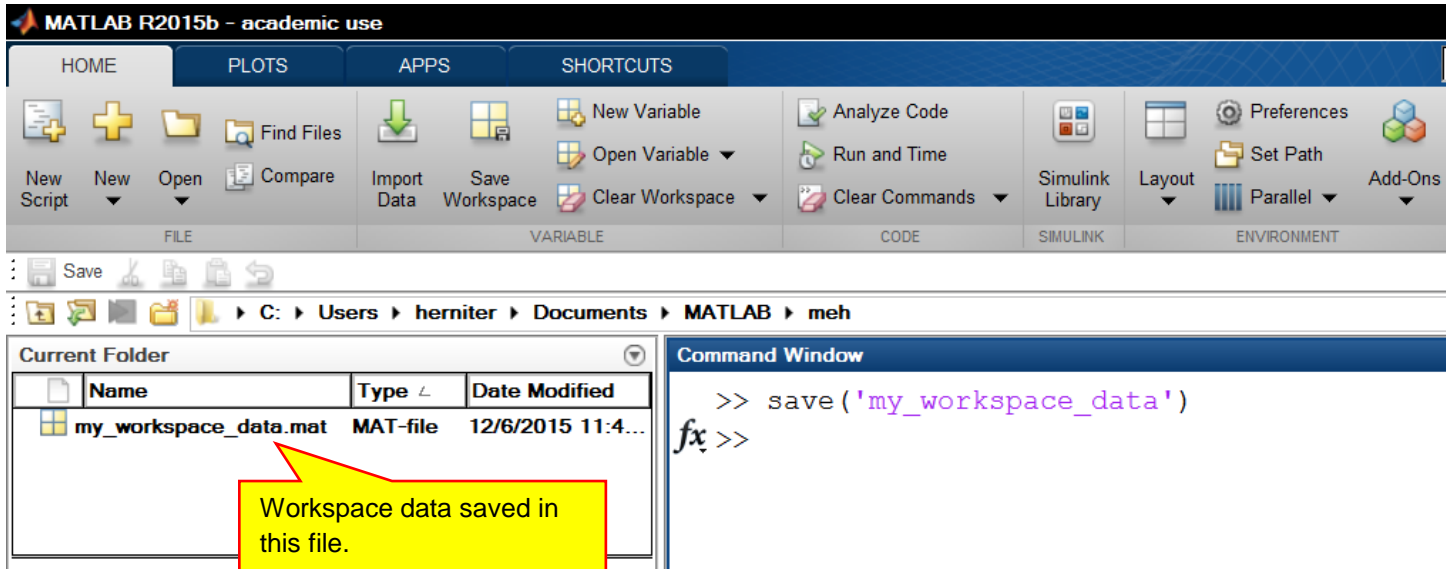 MATLAB R2015b - academic use
HOME PLOTS APPS SHORTCUTS
New Script
New
Open
Find Files
Compare
FILE
Import Data
Save Workspace
New Variable
Open Variable
Clear Workspace
VARIABLE
Analyze Code
Run and Time
Clear Commands
CODE
Simulink Library
SIMULINK
Layout
Preferences
Set Path
Parallel
Add-Ons
ENVIRONMENT
Save
C: Users herniter Documents MATLAB meh
Current Folder
Name Type Date Modified
my_workspace_data.mat MAT-file 12/6/2015 11:4...
Workspace data saved in
this file.
Command Window
>> save('my_workspace_data')
fx >>